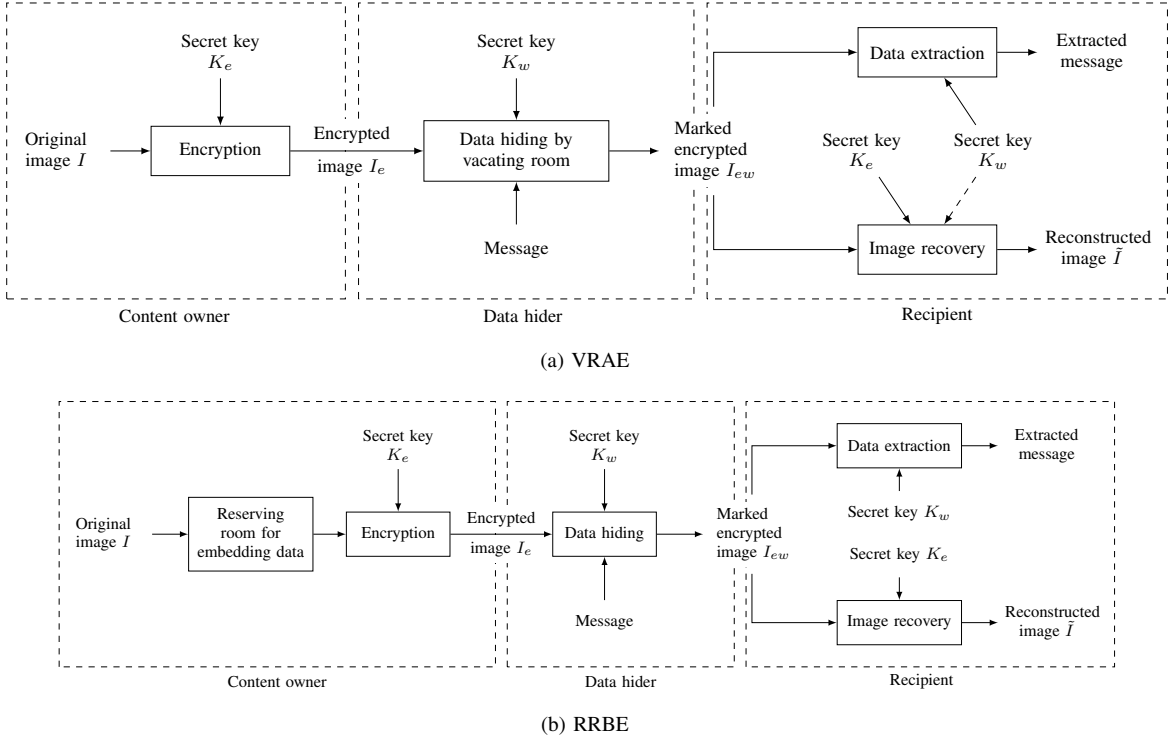 Secret key
K_e
Secret key
K_w
Original
image I
Encryption
Encrypted
image I_e
Data hiding by
vacating room
Message
Marked
encrypted
image I_{ew}
Data extraction
Extracted
message
Secret key
K_e
Secret key
K_w
Image recovery
Reconstructed
image Ĩ
Content owner
Data hider
Recipient
(a) VRAE
Secret key
K_e
Secret key
K_w
Original
image I
Reserving
room for
embedding data
Encryption
Encrypted
image I_e
Data hiding
Message
Marked
encrypted
image I_{ew}
Data extraction
Extracted
message
Secret key K_w
Secret key K_e
Image recovery
Reconstructed
image Ĩ
Content owner
Data hider
Recipient
(b) RRBE